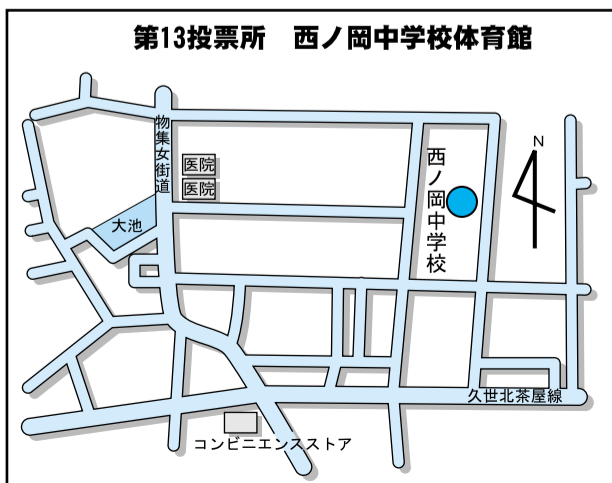 第13投票所　西ノ岡中学校体育館
物集女街道
医院
医院
西ノ岡中学校
N
大池
久世北茶屋線
コンビニエンスストア